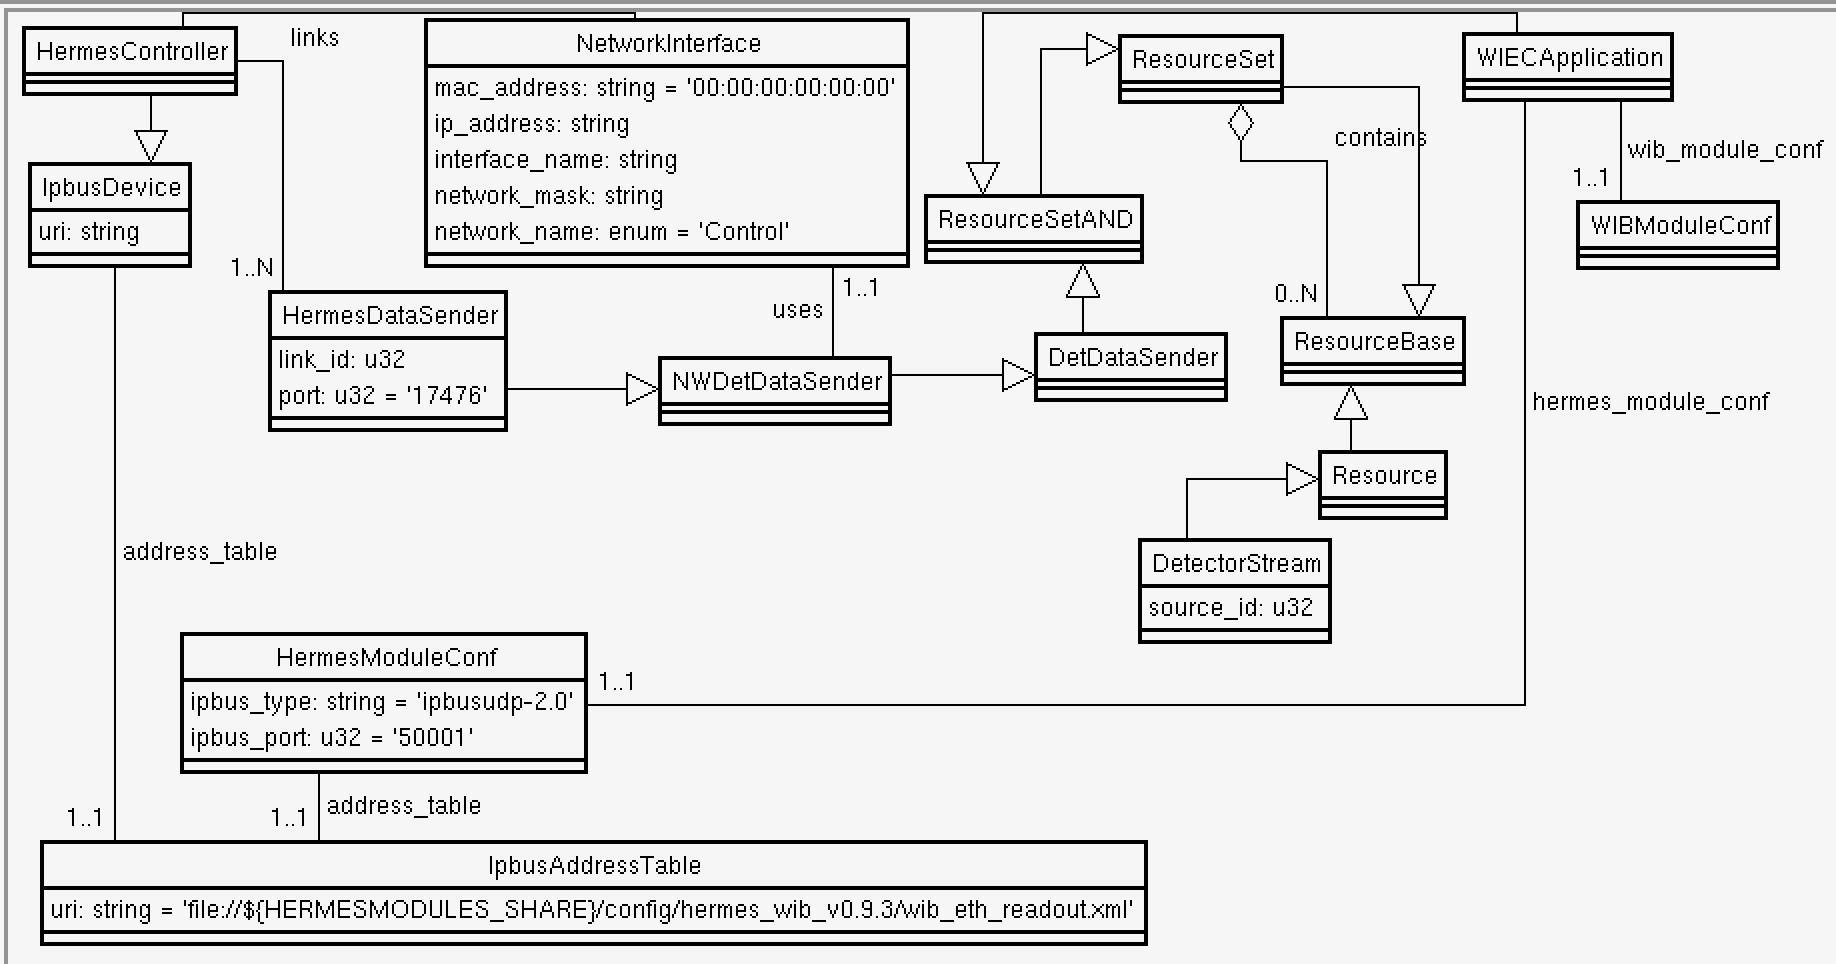 HermesController
links
NetworkInterface
mac_address: string = '00:00:00:00:00:00'
ip_address: string
interface_name: string
network_mask: string
network_name: enum = 'Control'
ResourceSet
WIECApplication
contains
wib_module_conf
1..1
WIBModuleConf
IpbusDevice
uri: string
ResourceSetAND
1..N
HermesDataSender
link_id: u32
port: u32 = '17476'
1..1
uses
NWDetDataSender
DetDataSender
0..N
ResourceBase
hermes_module_conf
Resource
DetectorStream
source_id: u32
address_table
HermesModuleConf
ipbus_type: string = 'ipbusudp-2.0'
ipbus_port: u32 = '50001'
1..1
1..1
1..1
address_table
IpbusAddressTable
uri: string = 'file://${HERMESMODULES_SHARE}/config/hermes_wib_v0.9.3/wib_eth_readout.xml'